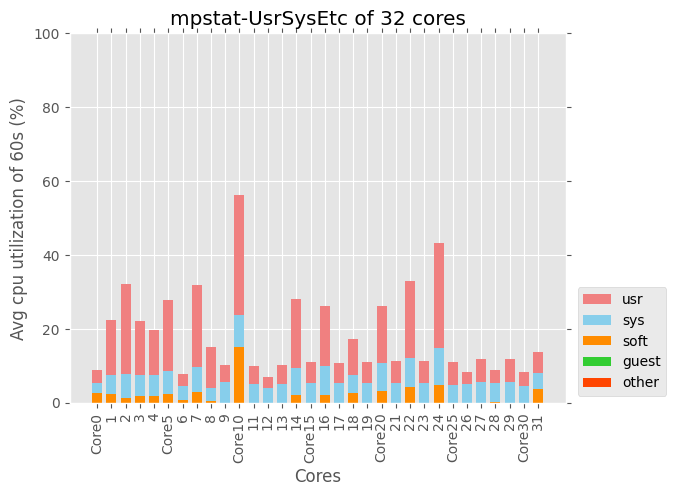 mpstat-UsrSysEtc of 32 cores
Avg cpu utilization of 60s (%)
100
80
60
40
20
0
Core0 1 2 3 4 Core5 6 7 8 9 Core10 11 12 13 14 Core15 16 17 18 19 Core20 21 22 23 24 Core25 26 27 28 29 Core30 31
Cores
usr
sys
soft
guest
other